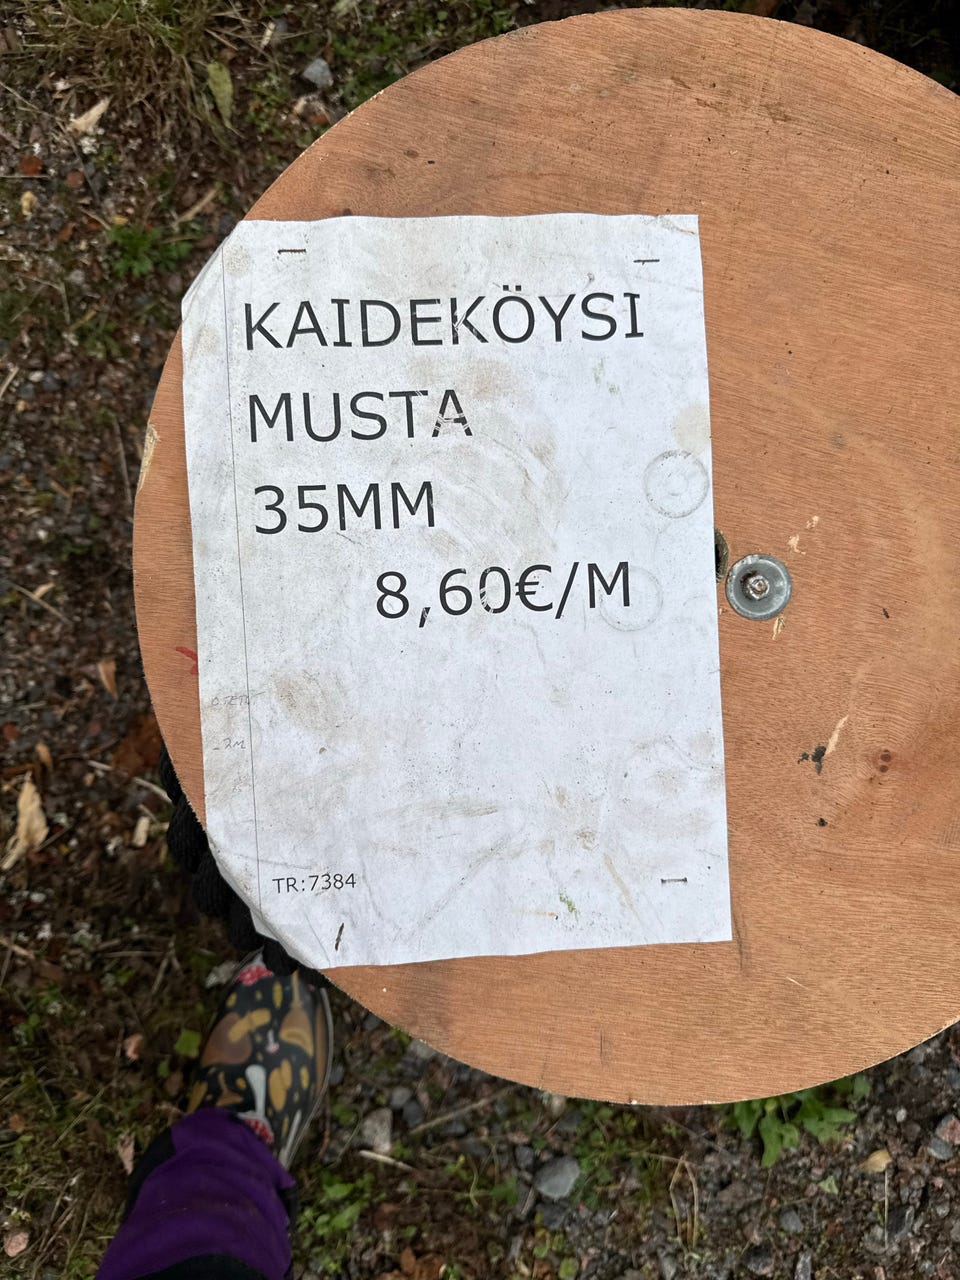 KAIDEKÖYSI
MUSTA
35MM
8,60€/M
TR:7384